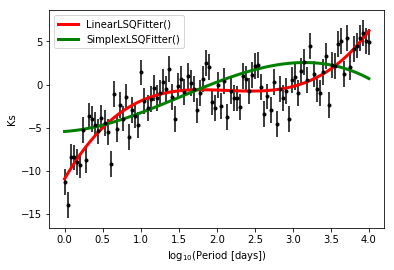 LinearLSQFitter()
SimplexLSQFitter()
5
0
−5
−10
−15
Ks
0.0 0.5 1.0 1.5 2.0 2.5 3.0 3.5 4.0
log₁₀(Period [days])